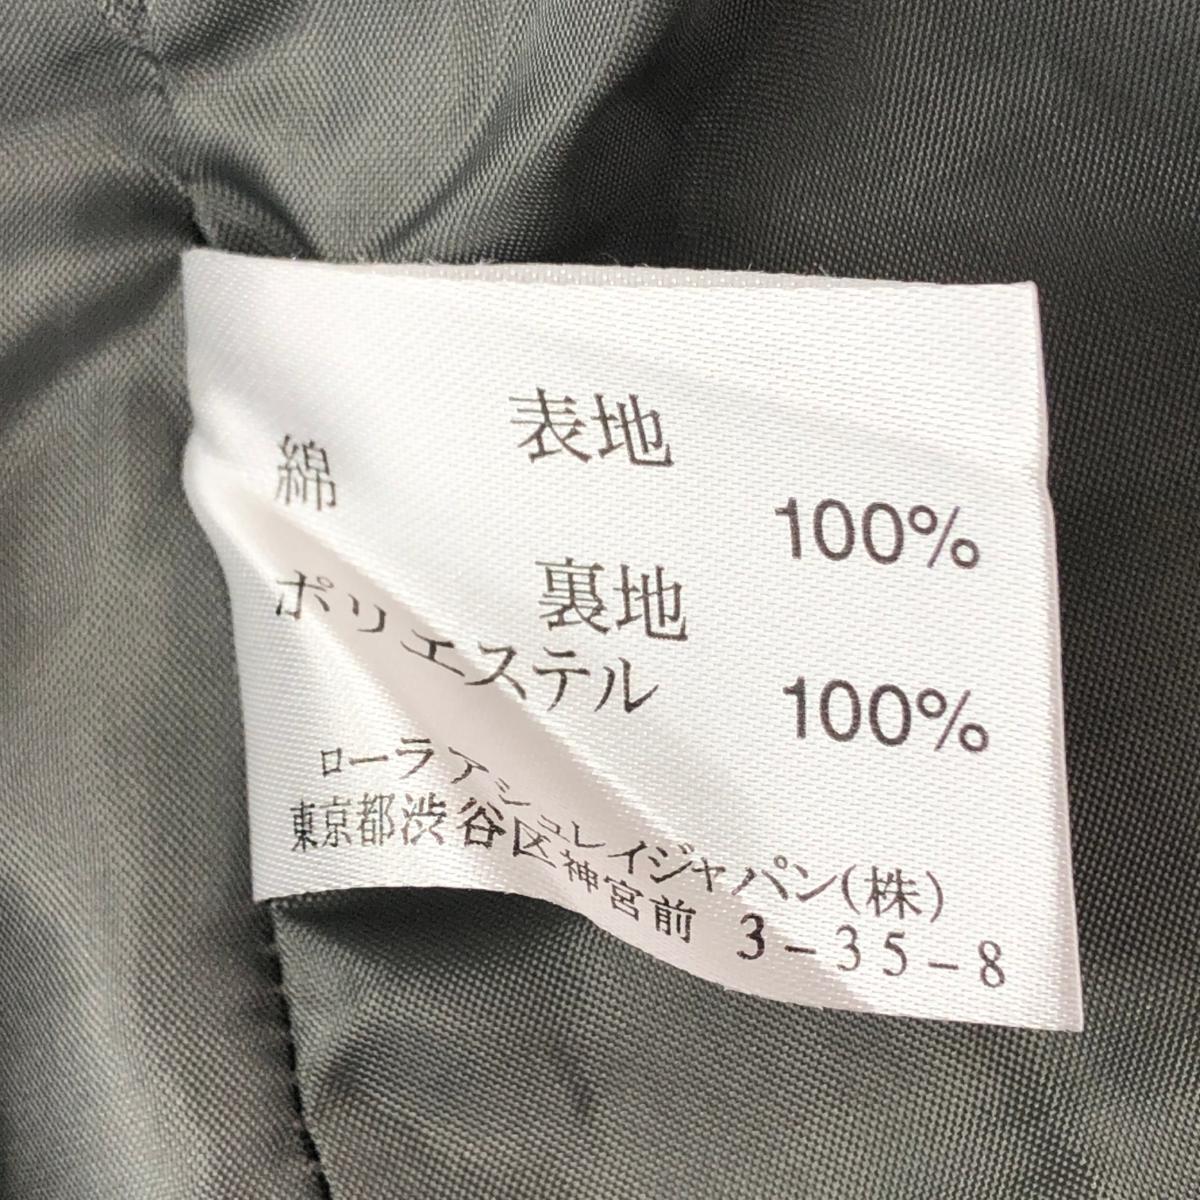 表地
綿 100%
裏地
ポリエステル 100%
ローラアシュレイジャパン(株)
東京都渋谷区神宮前 3-35-8